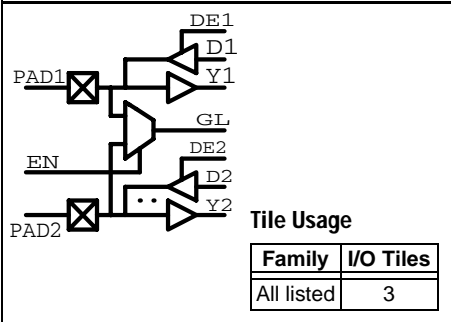 DE1
D1
PAD1
Y1
GL
EN
DE2
D2
Y2
PAD2
Tile Usage
Family I/O Tiles
All listed 3